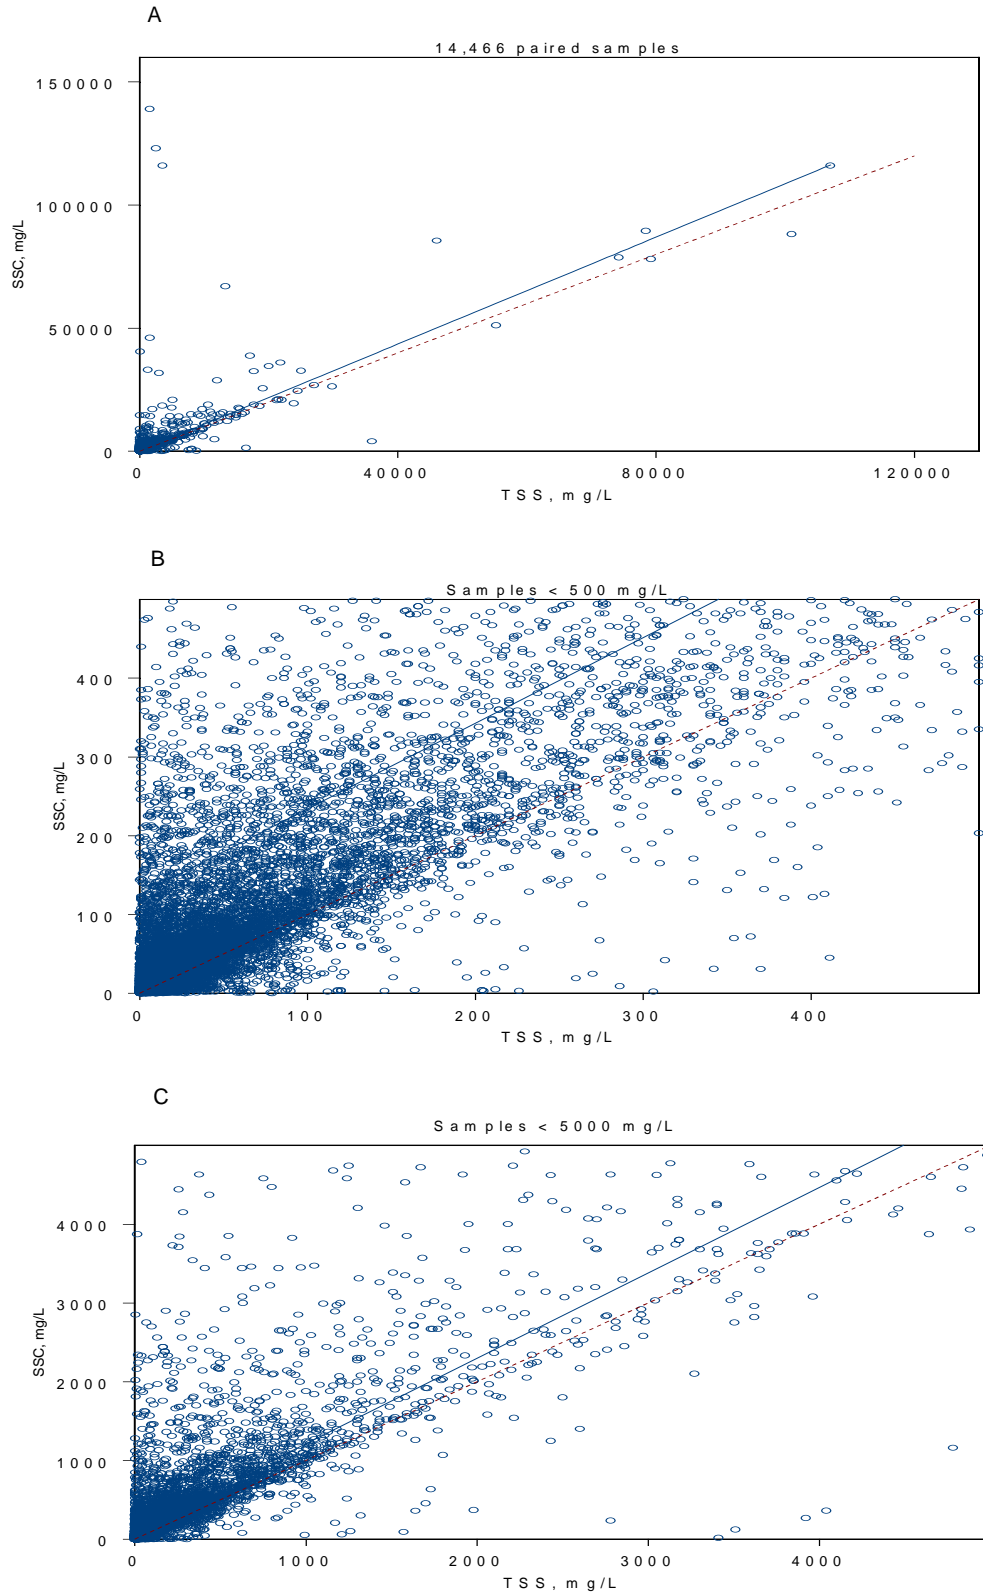 A
14,466 paired samples
150000
100000
50000
0
SSC, mg/L
0 40000 80000 120000
TSS, mg/L
B
Samples < 500 mg/L
400
300
200
100
0
SSC, mg/L
0 100 200 300 400
TSS, mg/L
C
Samples < 5000 mg/L
4000
3000
2000
1000
0
SSC, mg/L
0 1000 2000 3000 4000
TSS, mg/L